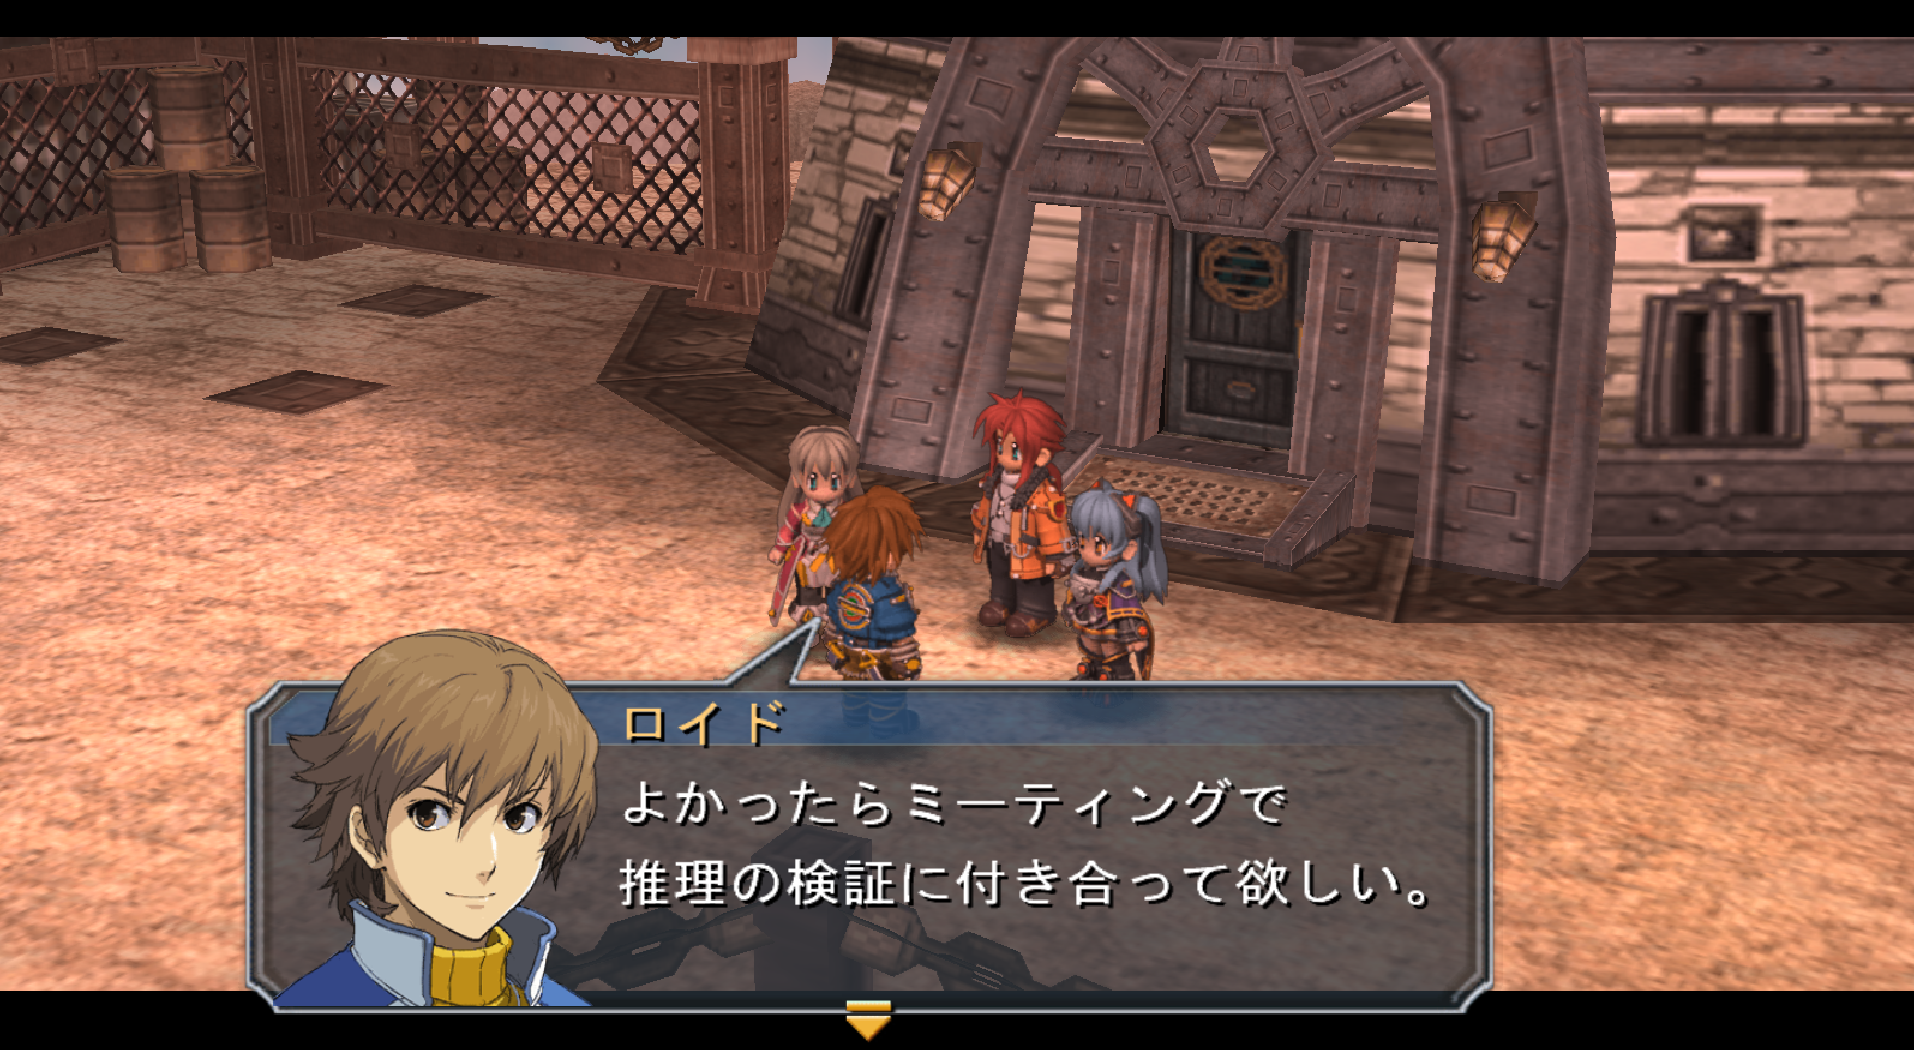 ロイド
よかったらミーティングで
推理の検証に付き合って欲しい。